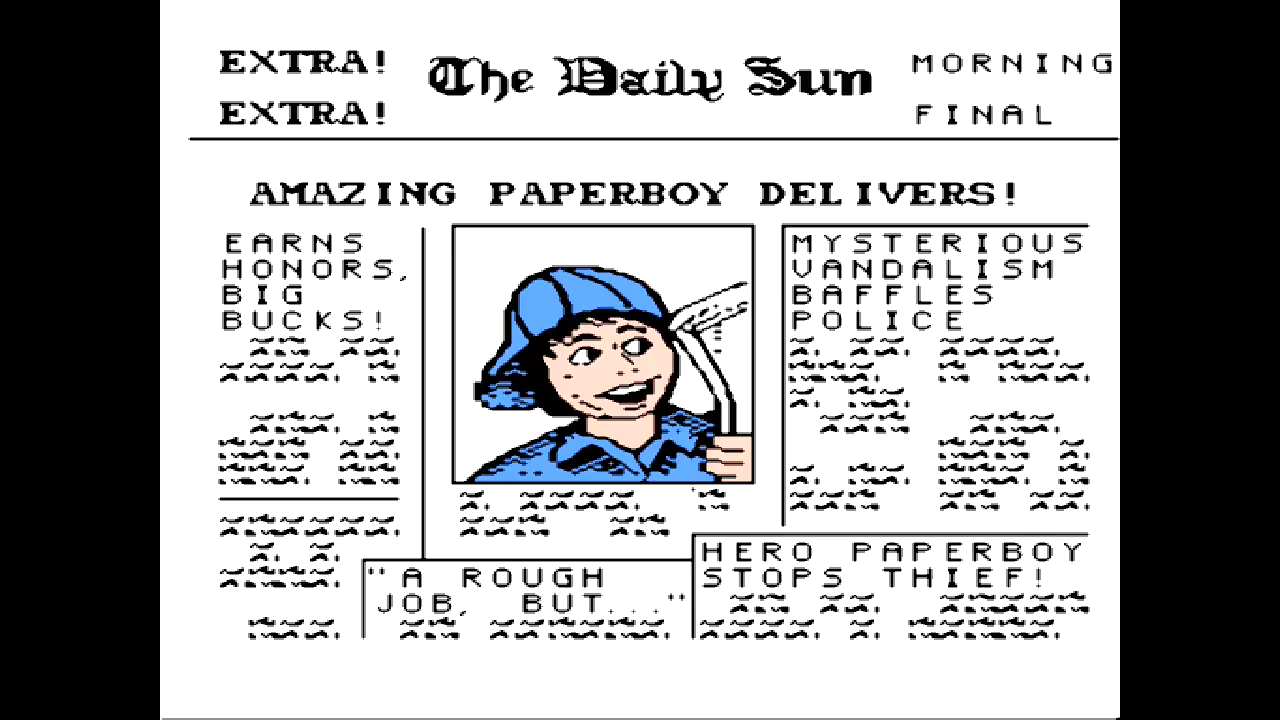 EXTRA!
EXTRA!
The Daily Sun
MORNING
FINAL
AMAZING PAPERBOY DELIVERS!
EARNS
HONORS,
BIG
BUCKS!
MYSTERIOUS
VANDALISM
BAFFLES
POLICE
"A ROUGH
JOB, BUT..."
HERO PAPERBOY
STOPS THIEF!